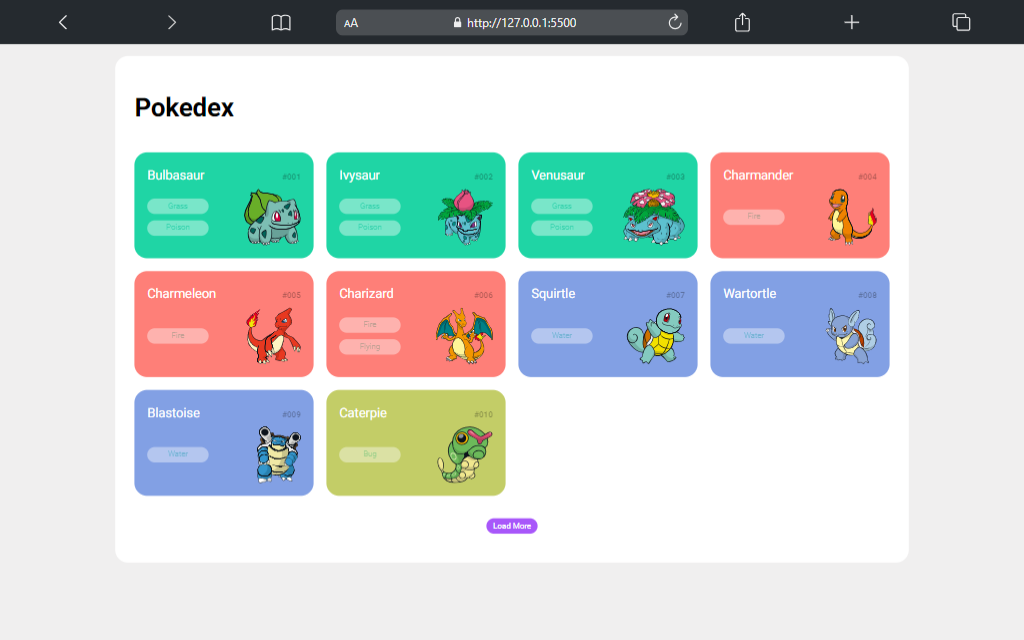 AA http://127.0.0.1:5500
Pokedex
Bulbasaur #001
Grass
Poison
Ivysaur #002
Grass
Poison
Venusaur #003
Grass
Poison
Charmander #004
Fire
Charmeleon #005
Fire
Charizard #006
Fire
Flying
Squirtle #007
Water
Wartortle #008
Water
Blastoise #009
Water
Caterpie #010
Bug
Load More